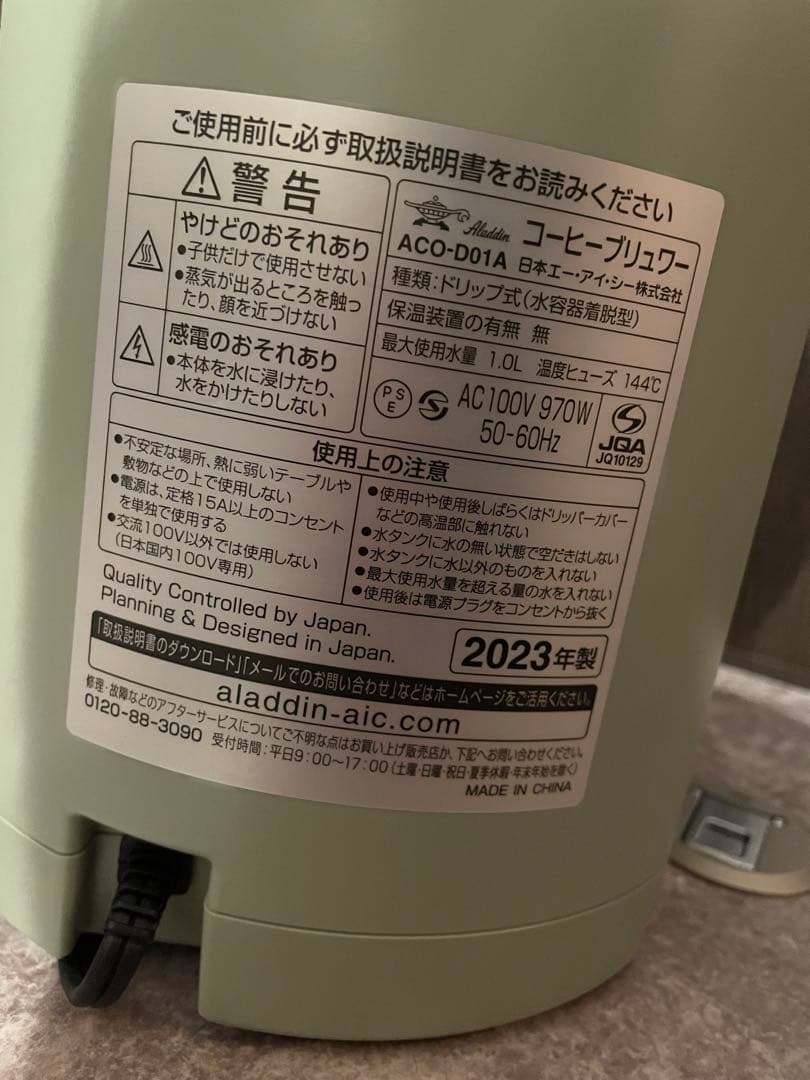 ご使用前に必ず取扱説明書をお読みください
警告
やけどのおそれあり
●子供だけで使用させない
●蒸気が出るところを触っ
たり、顔を近づけない
感電のおそれあり
●本体を水に浸けたり、
水をかけたりしない
Aladdin コーヒーブリュワー
ACO-D01A 日本エー・アイ・シー株式会社
種類:ドリップ式(水容器着脱型)
保温装置の有無 無
最大使用水量 1.0L 温度ヒューズ 144℃
PSE AC100V 970W
50-60Hz
JQA
JQ10129
使用上の注意
●不安定な場所、熱に弱いテーブルや
敷物などの上で使用しない
●電源は、定格15A以上のコンセント
を単独で使用する
●交流100V以外では使用しない
(日本国内100V専用)
●使用中や使用後しばらくはドリッパーカバー
などの高温部に触れない
●水タンクに水の無い状態で空だきはしない
●水タンクに水以外のものを入れない
●最大使用水量を超える量の水を入れない
●使用後は電源プラグをコンセントから抜く
Quality Controlled by Japan.
Planning & Designed in Japan.
2023年製
「取扱説明書のダウンロード」「メールでのお問い合わせ」などはホームページをご活用ください。
aladdin-aic.com
修理・故障などのアフターサービスについてご不明な点はお買い上げ販売店か、下記へお問い合わせください。
0120-88-3090 受付時間:平日9:00〜17:00(土曜・日曜・祝日・夏季休暇・年末年始を除く)
MADE IN CHINA